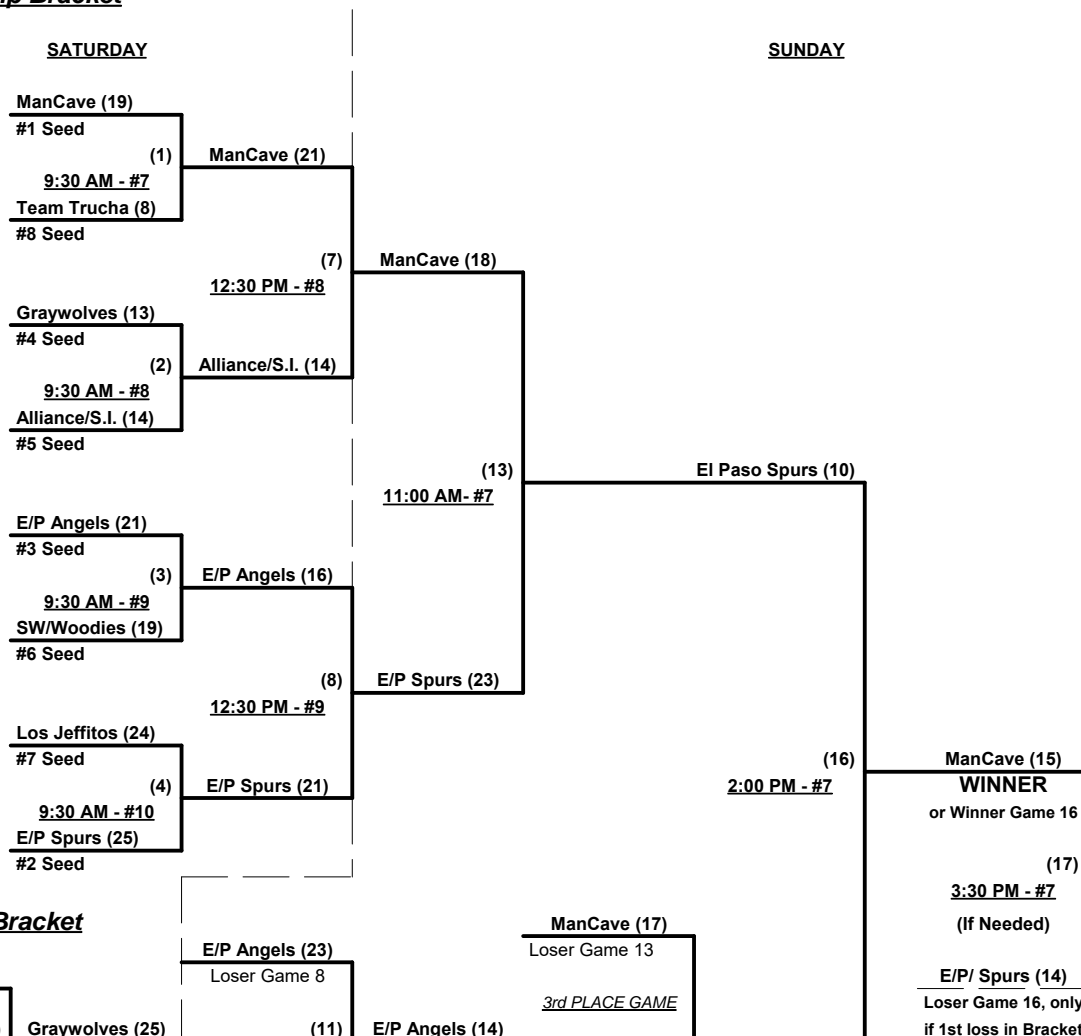 SATURDAY
SUNDAY
ManCave (19)
#1 Seed
(1)
ManCave (21)
9:30 AM - #7
Team Trucha (8)
#8 Seed
(7)
ManCave (18)
12:30 PM - #8
Graywolves (13)
#4 Seed
(2)
Alliance/S.I. (14)
9:30 AM - #8
Alliance/S.I. (14)
#5 Seed
(13)
El Paso Spurs (10)
11:00 AM- #7
E/P Angels (21)
#3 Seed
(3)
E/P Angels (16)
9:30 AM - #9
SW/Woodies (19)
#6 Seed
(8)
E/P Spurs (23)
12:30 PM - #9
Los Jeffitos (24)
#7 Seed
(4)
E/P Spurs (21)
9:30 AM - #10
E/P Spurs (25)
#2 Seed
(16)
ManCave (15)
2:00 PM - #7
WINNER
or Winner Game 16
(17)
3:30 PM - #7
(If Needed)
E/P/ Spurs (14)
Loser Game 16, only
if 1st loss in Bracket
Bracket
E/P Angels (23)
Loser Game 8
ManCave (17)
Loser Game 13
3rd PLACE GAME
Graywolves (25)
(11)
E/P Angels (14)